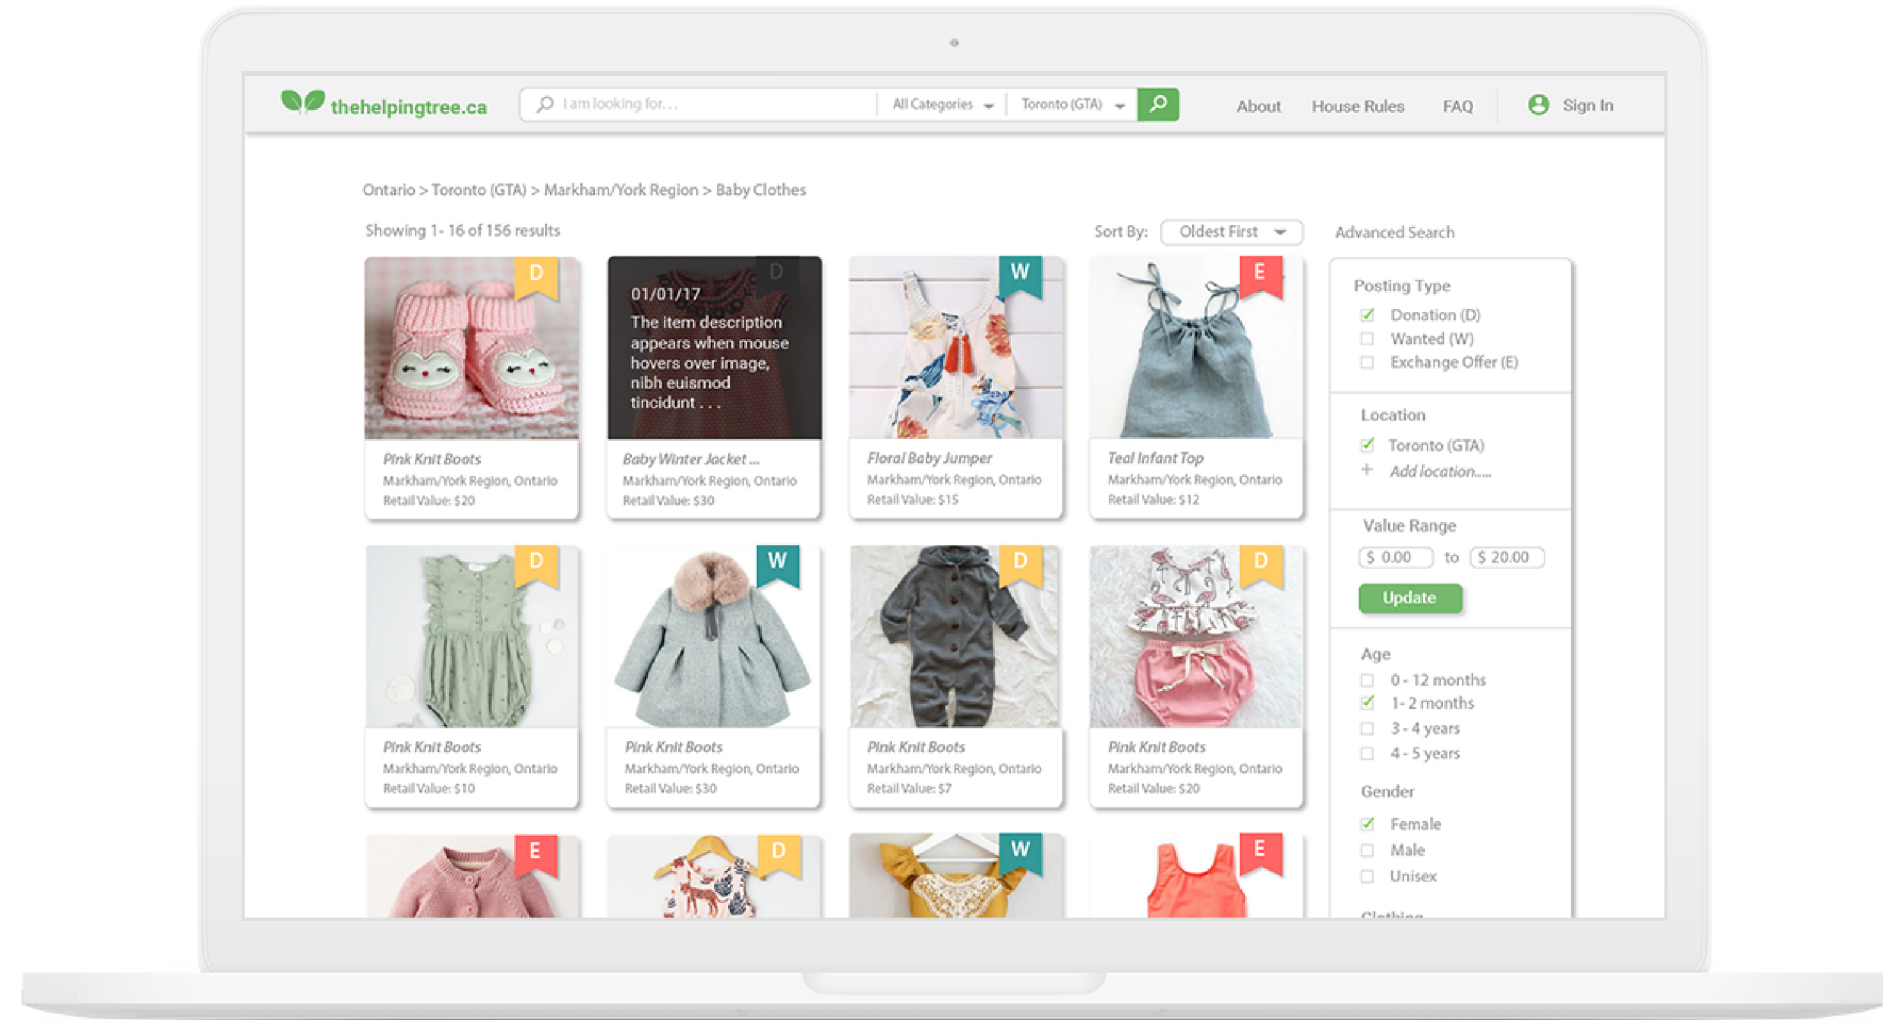 thehelpingtree.ca
I am looking for...
All Categories
Toronto (GTA)
About
House Rules
FAQ
Sign In
Ontario > Toronto (GTA) > Markham/York Region > Baby Clothes
Showing 1- 16 of 156 results
Sort By:
Oldest First
Advanced Search
D
D
01/01/17
The item description
appears when mouse
hovers over image,
nibh euismod
tincidunt . . .
W
E
Pink Knit Boots
Markham/York Region, Ontario
Retail Value: $20
Baby Winter Jacket ...
Markham/York Region, Ontario
Retail Value: $30
Floral Baby Jumper
Markham/York Region, Ontario
Retail Value: $15
Teal Infant Top
Markham/York Region, Ontario
Retail Value: $12
D
W
D
D
Pink Knit Boots
Markham/York Region, Ontario
Retail Value: $10
Pink Knit Boots
Markham/York Region, Ontario
Retail Value: $30
Pink Knit Boots
Markham/York Region, Ontario
Retail Value: $7
Pink Knit Boots
Markham/York Region, Ontario
Retail Value: $20
E
D
W
E
Posting Type
Donation (D)
Wanted (W)
Exchange Offer (E)
Location
Toronto (GTA)
+ Add location.....
Value Range
$ 0.00 to $ 20.00
Update
Age
0 - 12 months
1- 2 months
3 - 4 years
4 - 5 years
Gender
Female
Male
Unisex
Clothing